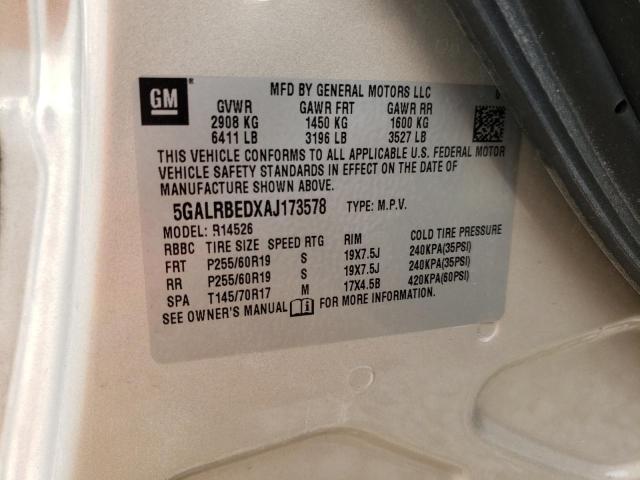 GM
MFD BY GENERAL MOTORS LLC
GVWR GAWR FRT GAWR RR
2908 KG 1450 KG 1600 KG
6411 LB 3196 LB 3527 LB
THIS VEHICLE CONFORMS TO ALL APPLICABLE U.S. FEDERAL MOTOR
VEHICLE SAFETY STANDARDS IN EFFECT ON THE DATE OF
MANUFACTURE SHOWN ABOVE.
5GALRBEDXAJ173578 TYPE: M.P.V.
MODEL: R14526
RBBC TIRE SIZE SPEED RTG RIM COLD TIRE PRESSURE
FRT P255/60R19 S 19X7.5J 240KPA(35PSI)
RR P255/60R19 S 19X7.5J 240KPA(35PSI)
SPA T145/70R17 M 17X4.5B 420KPA(60PSI)
SEE OWNER'S MANUAL FOR MORE INFORMATION.